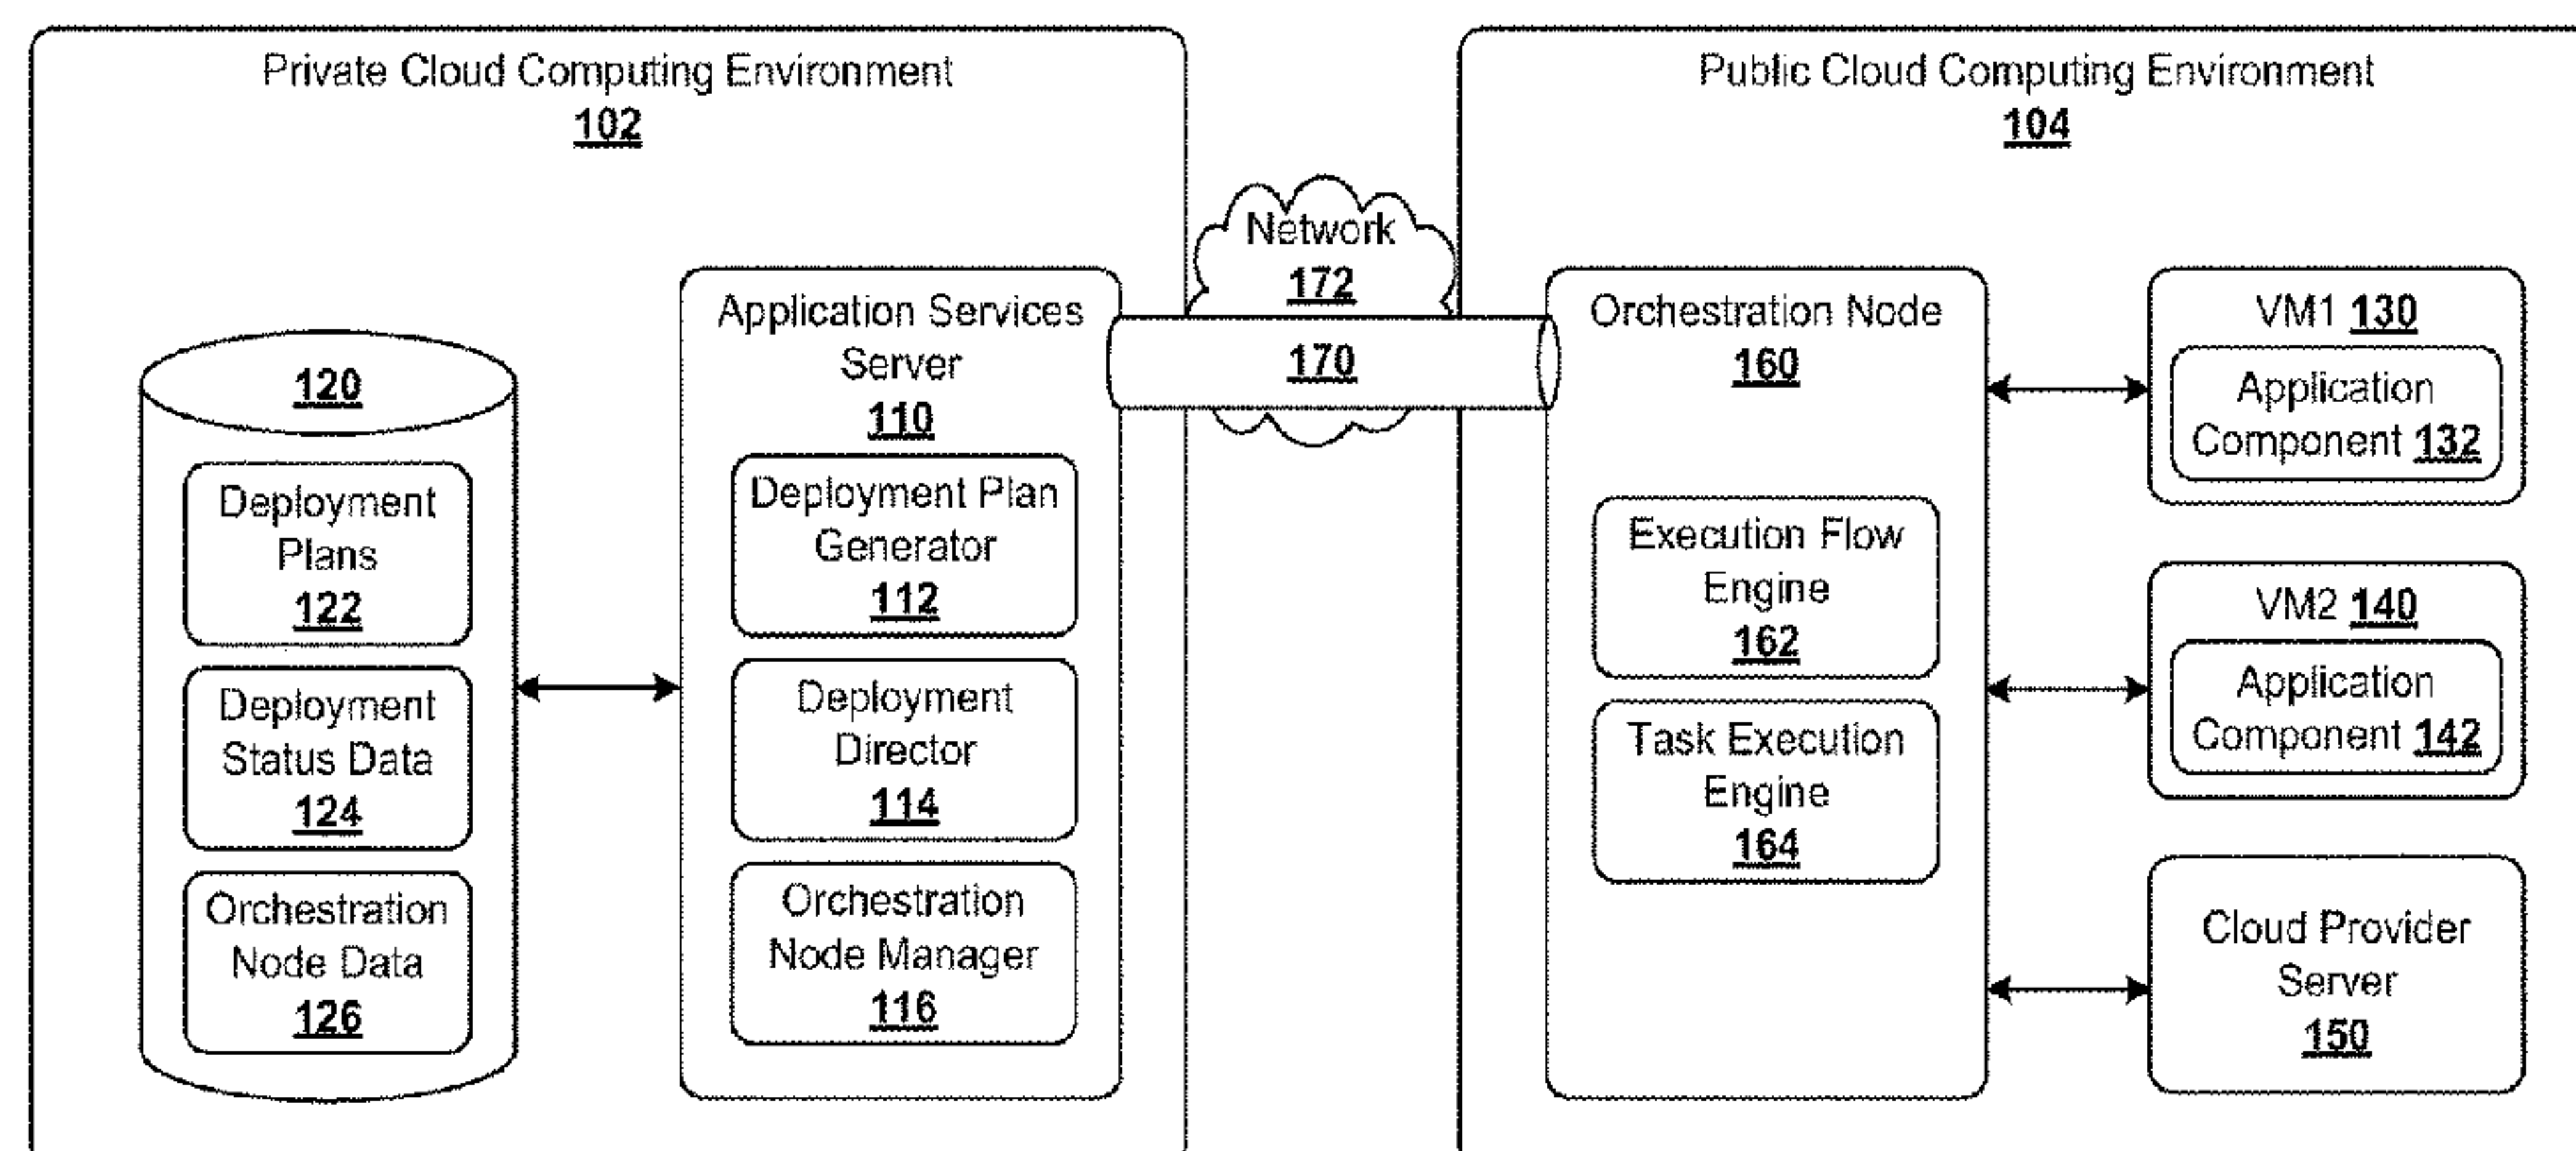 Private Cloud Computing Environment
102
120
Deployment
Plans
122
Deployment
Status Data
124
Orchestration
Node Data
126
Application Services
Server
110
Deployment Plan
Generator
112
Deployment
Director
114
Orchestration
Node Manager
116
Network
172
170
Public Cloud Computing Environment
104
Orchestration Node
160
Execution Flow
Engine
162
Task Execution
Engine
164
VM1 130
Application
Component 132
VM2 140
Application
Component 142
Cloud Provider
Server
150